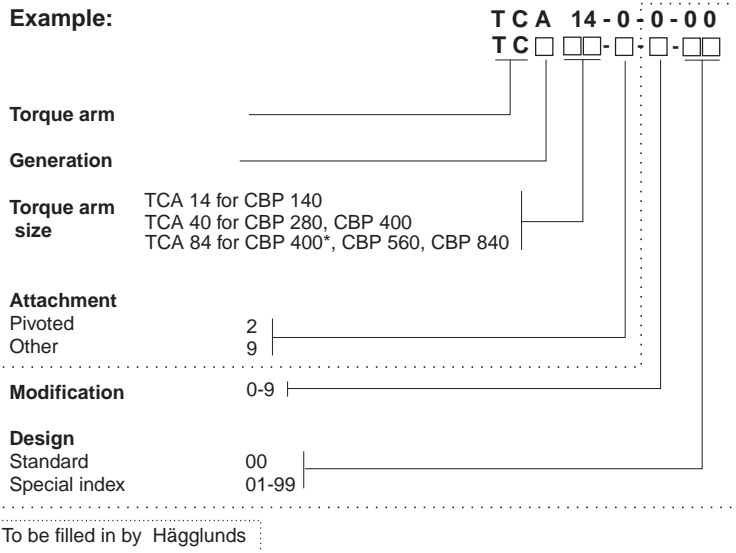 Example: T C A 14 - 0 - 0 - 00
T C □ □□ - □ - □ - □□
Torque arm
Generation
Torque arm size
TCA 14 for CBP 140
TCA 40 for CBP 280, CBP 400
TCA 84 for CBP 400*, CBP 560, CBP 840
Attachment
Pivoted 2
Other 9
Modification 0-9
Design
Standard 00
Special index 01-99
To be filled in by Hägglunds